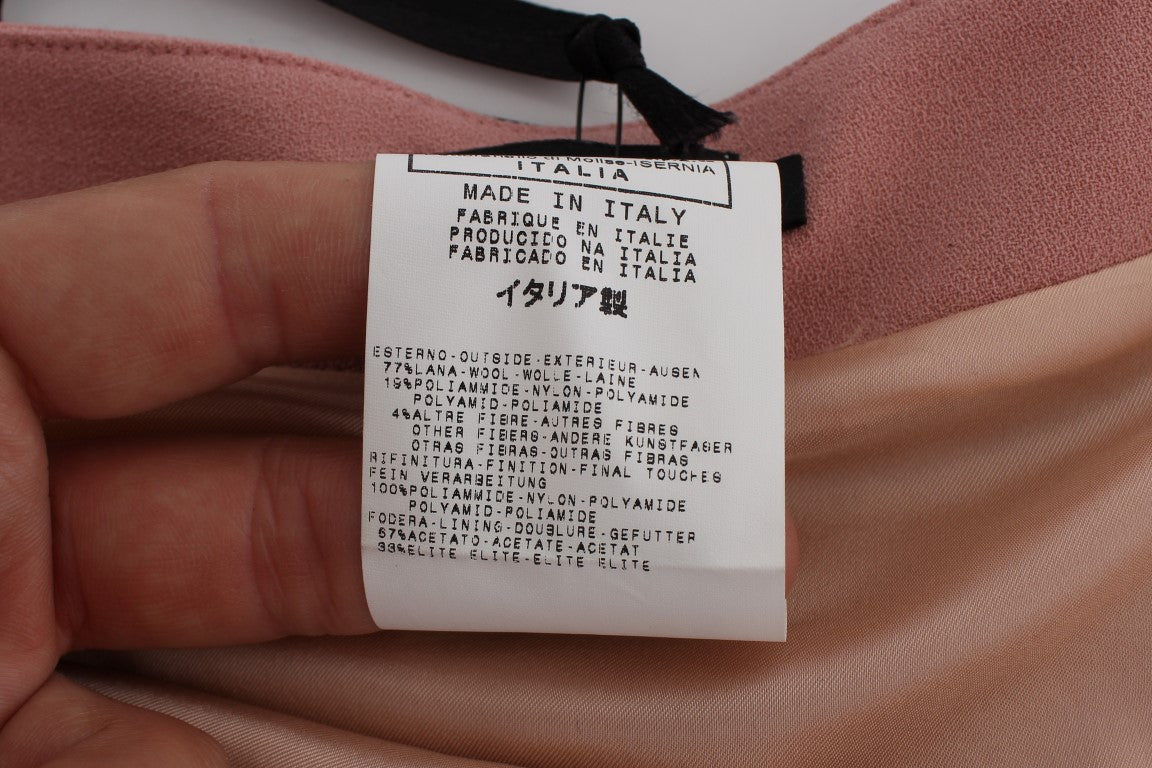 di Molise-ISERNIA
ITALIA
MADE IN ITALY
FABRIQUE EN ITALIE
PRODUCIDO NA ITALIA
FABRICADO EN ITALIA
イタリア製
ESTERNO-OUTSIDE-EXTERIEUR-AUSEN
77%LANA-WOOL-WOLLE-LAINE
19%POLIAMMIDE-NYLON-POLYAMIDE
POLYAMID-POLIAMIDE
4%ALTRE FIBRE-AUTRES FIBRES
OTHER FIBERS-ANDERE KUNSTFASER
OTRAS FIBRAS-OUTRAS FIBRAS
RIFINITURA-FINITION-FINAL TOUCHES
FEIN VERARBEITUNG
100%POLIAMMIDE-NYLON-POLYAMIDE
POLYAMID-POLIAMIDE
FODERA-LINING-DOUBLURE-GEFUTTER
67%ACETATO-ACETATE-ACETAT
33%ELITE ELITE-ELITE ELITE